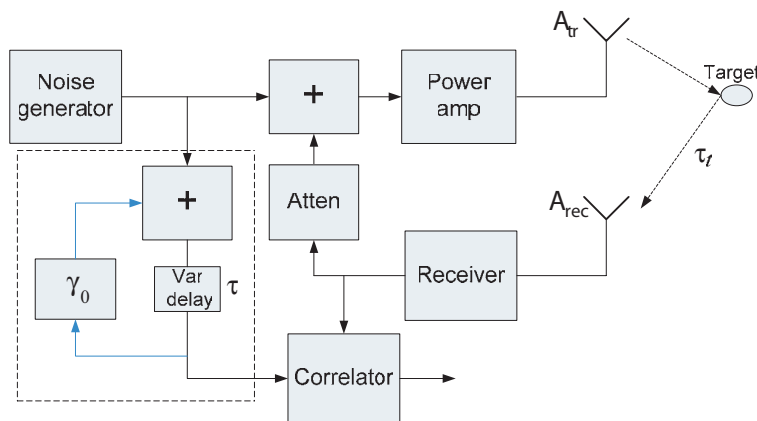 Noise
generator
+
Power
amp
A_tr
Target
τ_t
+
Atten
A_rec
Receiver
γ_0
Var
delay
τ
Correlator